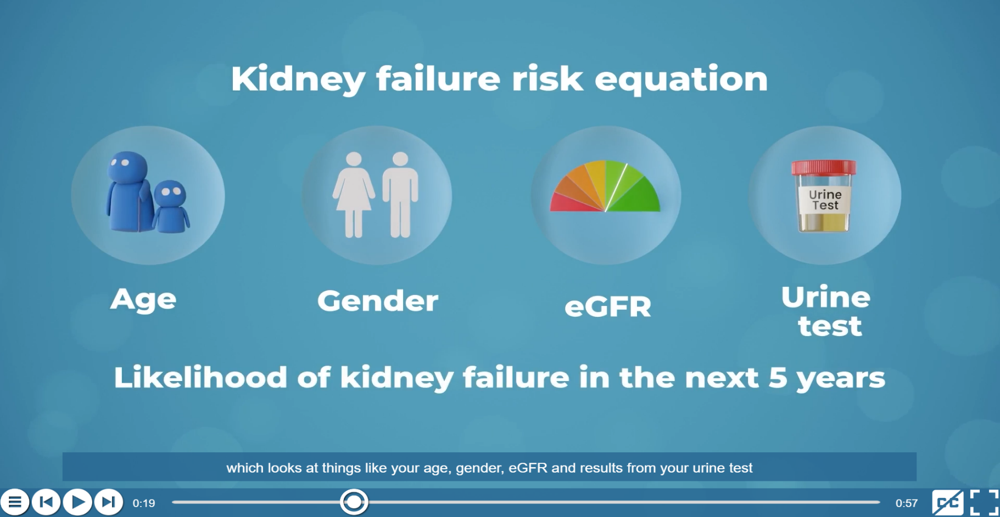 Kidney failure risk equation
Urine
Test
Age
Gender
eGFR
Urine
test
Likelihood of kidney failure in the next 5 years
which looks at things like your age, gender, eGFR and results from your urine test
0:19
0:57
CC